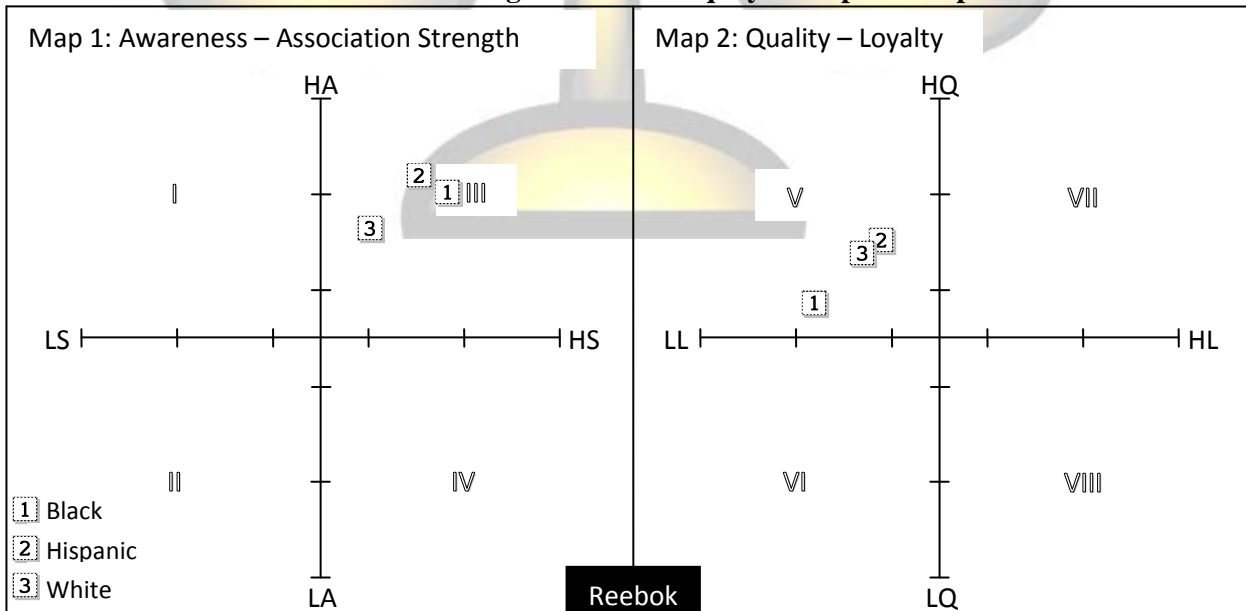 Map 1: Awareness – Association Strength
HA
2
I
1
III
3
LS
HS
II
IV
1 Black
2 Hispanic
3 White
LA
Map 2: Quality – Loyalty
HQ
V
VII
2
3
1
LL
HL
VI
VIII
LQ
Reebok